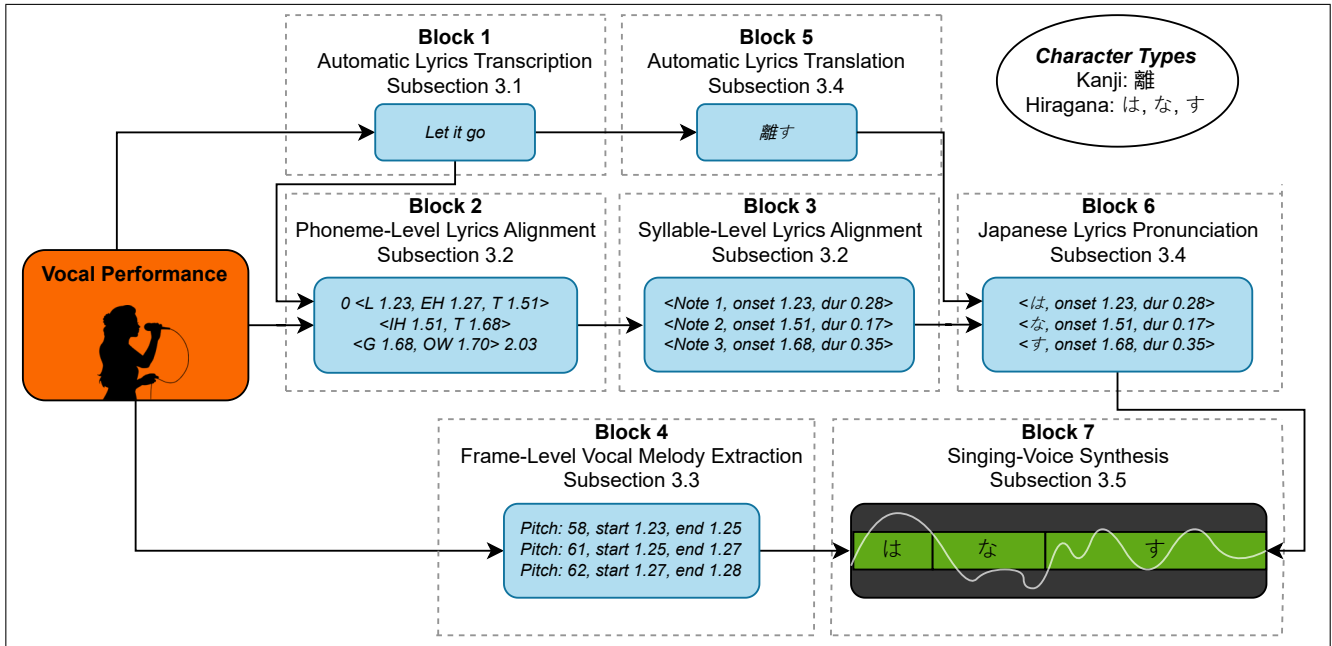 Block 1
Automatic Lyrics Transcription
Subsection 3.1
Let it go
Block 5
Automatic Lyrics Translation
Subsection 3.4
離す
Character Types
Kanji: 離
Hiragana: は, な, す
Vocal Performance
Block 2
Phoneme-Level Lyrics Alignment
Subsection 3.2
0 <L 1.23, EH 1.27, T 1.51>
<IH 1.51, T 1.68>
<G 1.68, OW 1.70> 2.03
Block 3
Syllable-Level Lyrics Alignment
Subsection 3.2
<Note 1, onset 1.23, dur 0.28>
<Note 2, onset 1.51, dur 0.17>
<Note 3, onset 1.68, dur 0.35>
Block 6
Japanese Lyrics Pronunciation
Subsection 3.4
<は, onset 1.23, dur 0.28>
<な, onset 1.51, dur 0.17>
<す, onset 1.68, dur 0.35>
Block 4
Frame-Level Vocal Melody Extraction
Subsection 3.3
Pitch: 58, start 1.23, end 1.25
Pitch: 61, start 1.25, end 1.27
Pitch: 62, start 1.27, end 1.28
Block 7
Singing-Voice Synthesis
Subsection 3.5
は な す